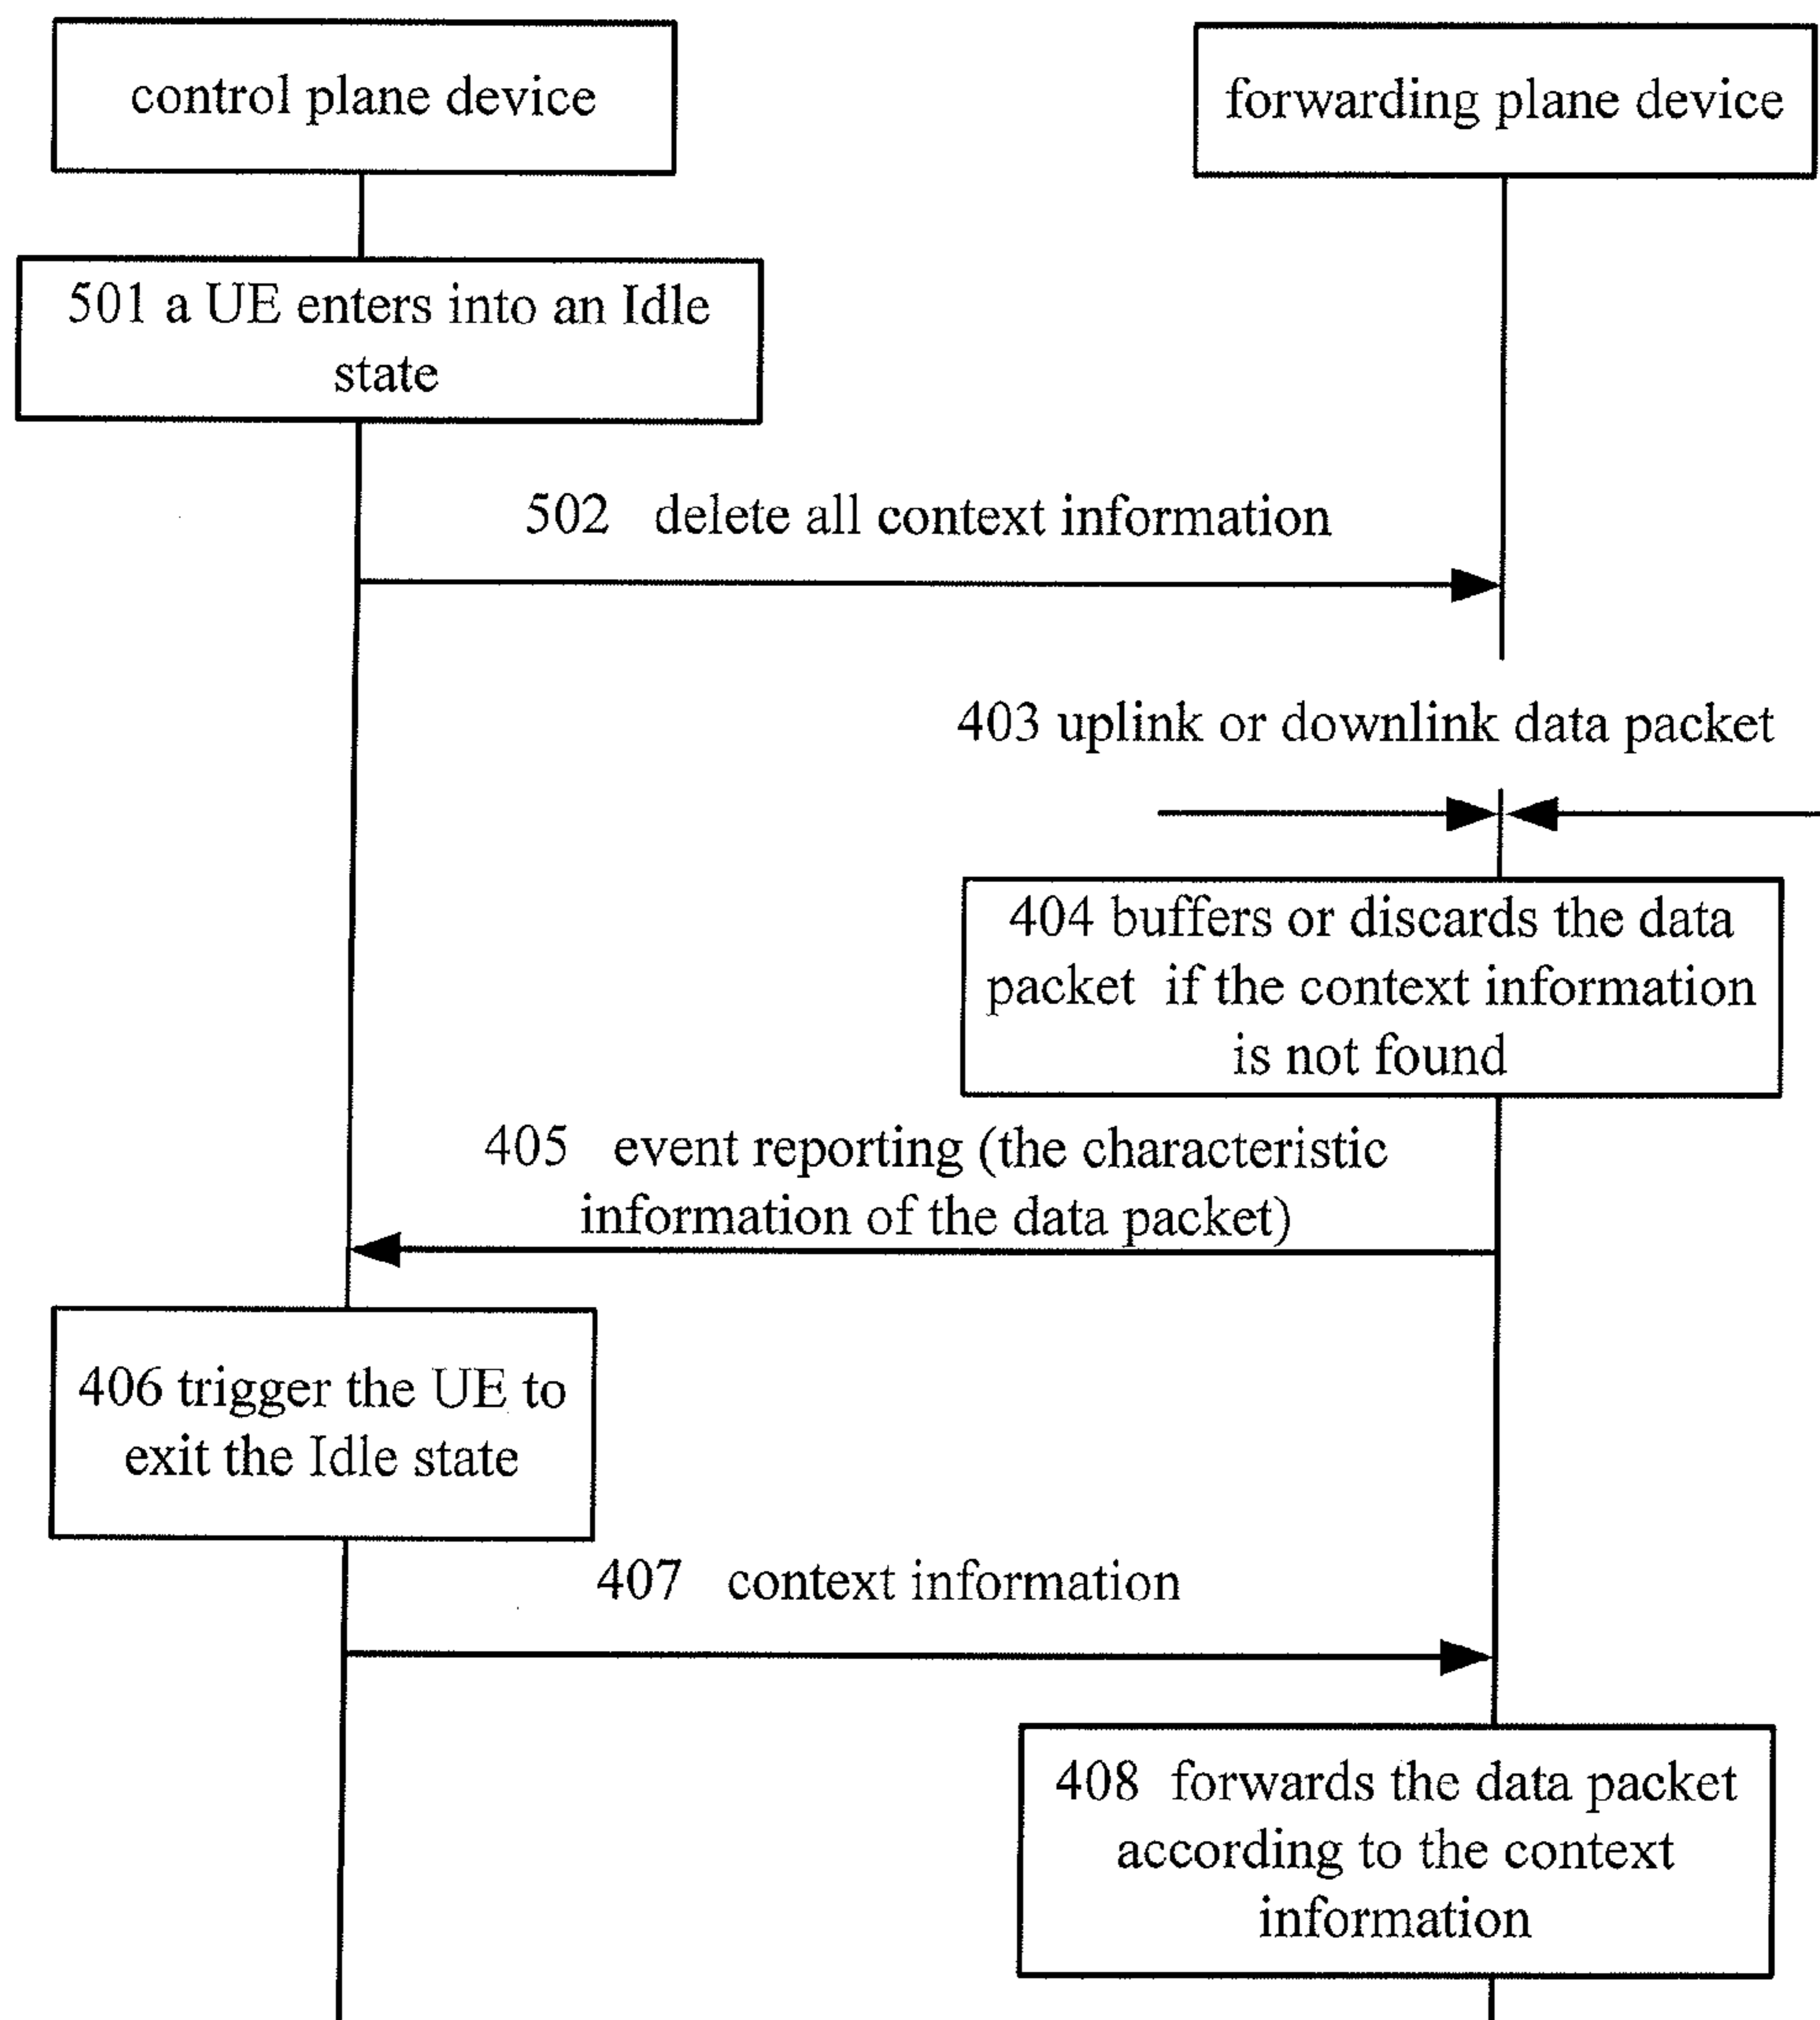 control plane device
forwarding plane device
501 a UE enters into an Idle
state
502 delete all context information
403 uplink or downlink data packet
404 buffers or discards the data
packet if the context information
is not found
405 event reporting (the characteristic
information of the data packet)
406 trigger the UE to
exit the Idle state
407 context information
408 forwards the data packet
according to the context
information